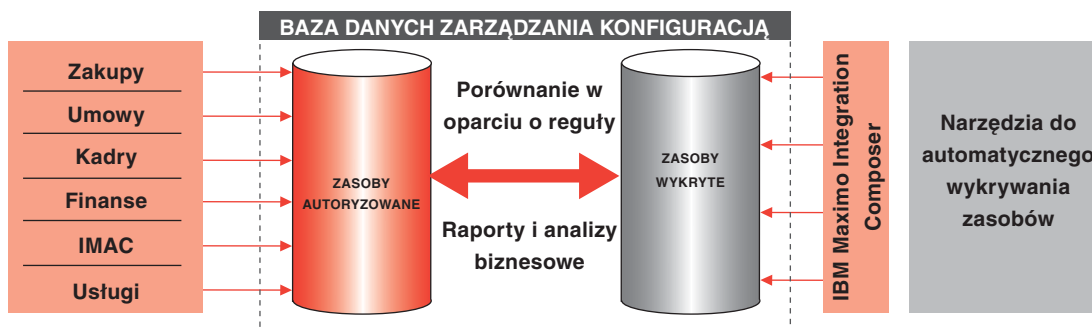 BAZA DANYCH ZARZĄDZANIA KONFIGURACJĄ
Zakupy
Umowy
Kadry
Finanse
IMAC
Usługi
ZASOBY
AUTORYZOWANE
Porównanie w
oparciu o reguły
Raporty i analizy
biznesowe
ZASOBY
WYKRYTE
IBM Maximo Integration
Composer
Narzędzia do
automatycznego
wykrywania
zasobów